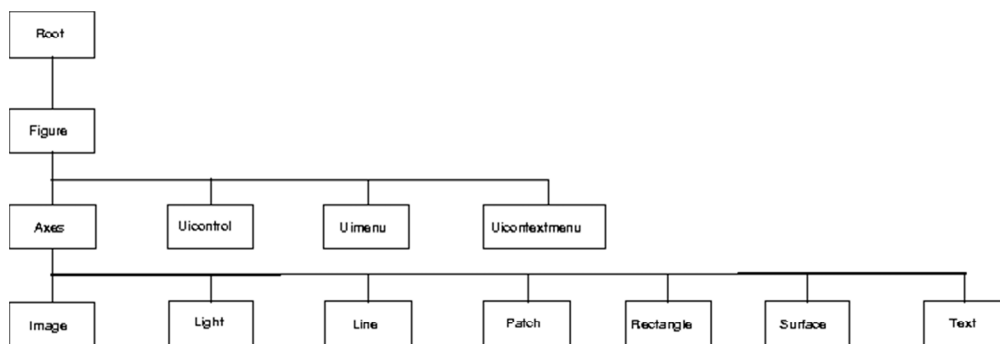 Root
Figure
Axes
Uicontrol
Uimenu
Uicontextmenu
Image
Light
Line
Patch
Rectangle
Surface
Text